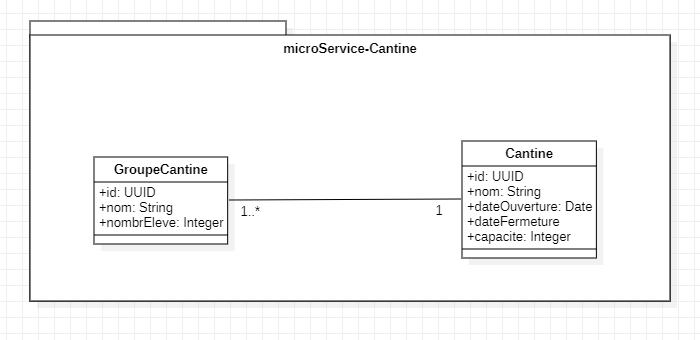 microService-Cantine
GroupeCantine
+id: UUID
+nom: String
+nombrEleve: Integer
1..*
1
Cantine
+id: UUID
+nom: String
+dateOuverture: Date
+dateFermeture
+capacite: Integer